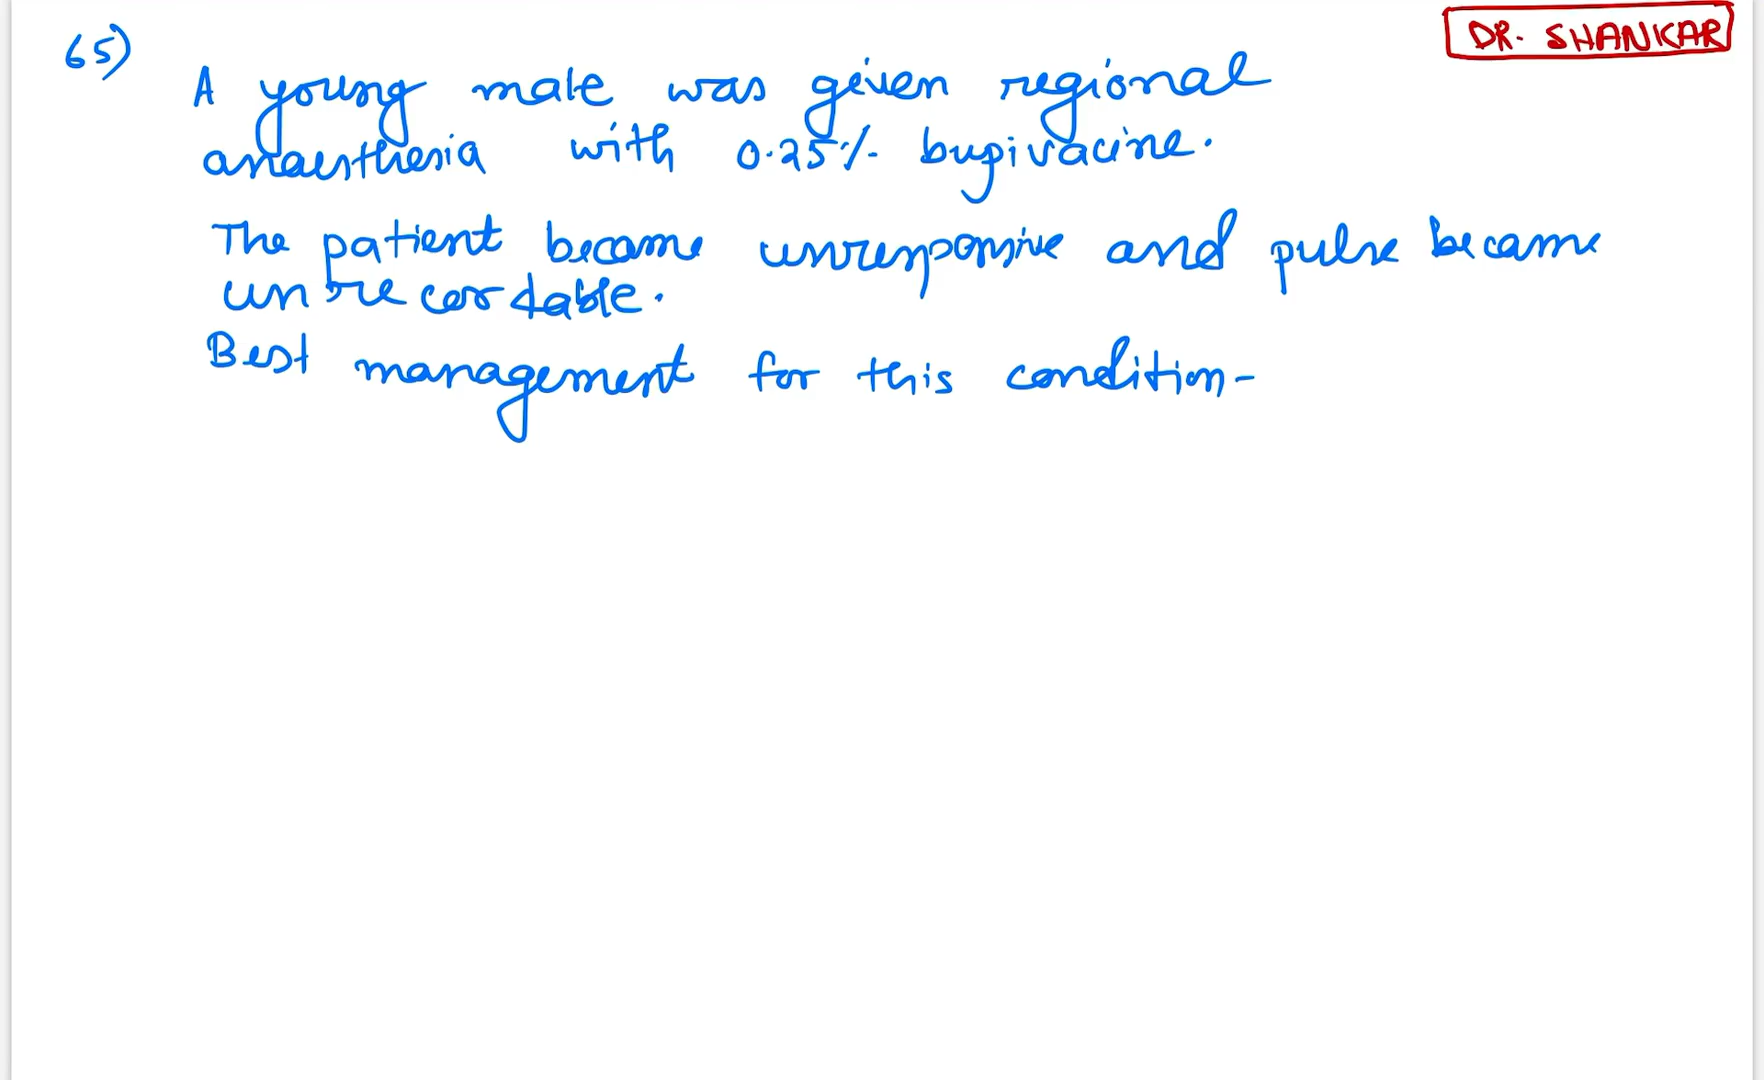 65)
DR. SHANKAR
A young male was given regional
anaesthesia with 0.25% bupivacine.
The patient became unresponsive and pulse became
unrecordable.
Best management for this condition-